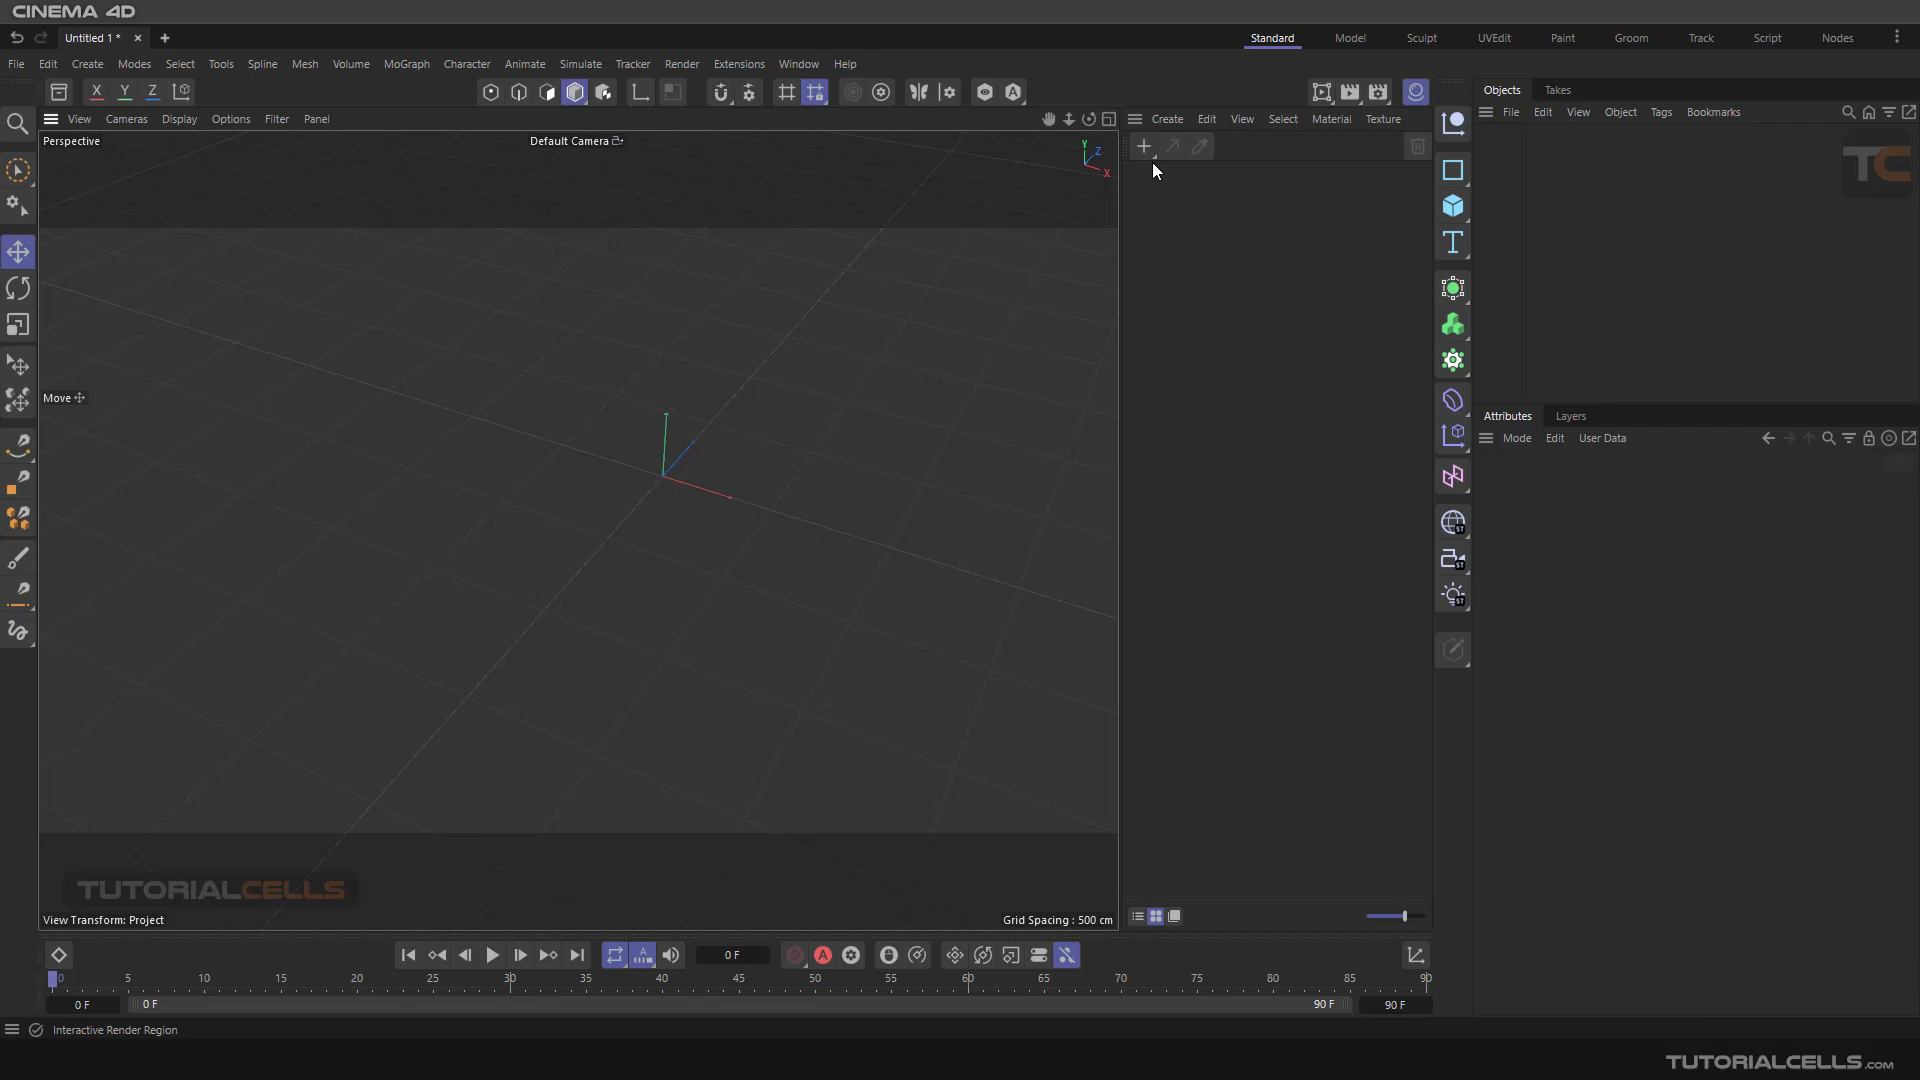 CINEMA 4D
Untitled 1 *
Standard Model Sculpt UVEdit Paint Groom Track Script Nodes
File Edit Create Modes Select Tools Spline Mesh Volume MoGraph Character Animate Simulate Tracker Render Extensions Window Help
X Y Z
Objects Takes
View Cameras Display Options Filter Panel
Create Edit View Select Material Texture
File Edit View Object Tags Bookmarks
Perspective
Default Camera
Y
Z
X
TC
Move
Attributes Layers
Mode Edit User Data
ST
ST
ST
TUTORIALCELLS
View Transform: Project
Grid Spacing : 500 cm
0 F
0 5 10 15 20 25 30 35 40 45 50 55 60 65 70 75 80 85 90
0 F
0 F
90 F
90 F
Interactive Render Region
TUTORIALCELLS.COM